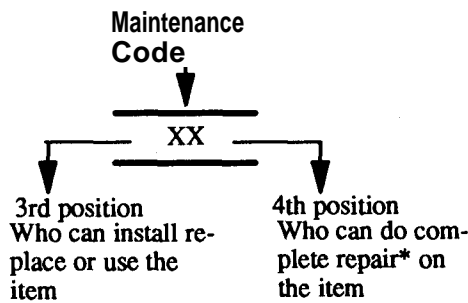 Maintenance
Code
XX
3rd position
Who can install re-
place or use the
item
4th position
Who can do com-
plete repair* on
the item